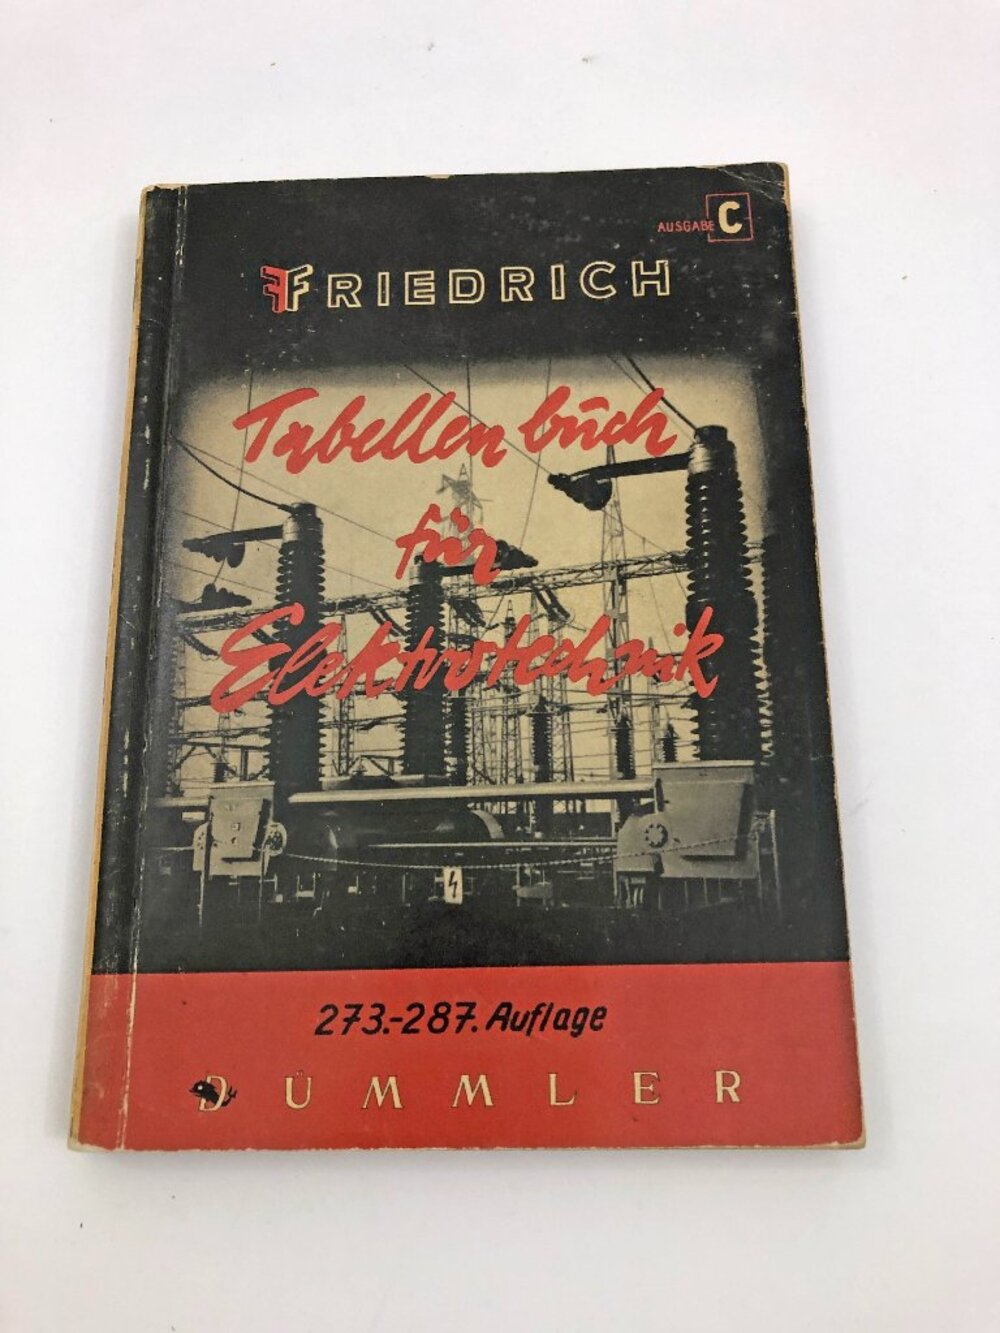 AUSGABE C
FRIEDRICH
Tabellenbuch
für
Elektrotechnik
273.-287. Auflage
DÜMMLER